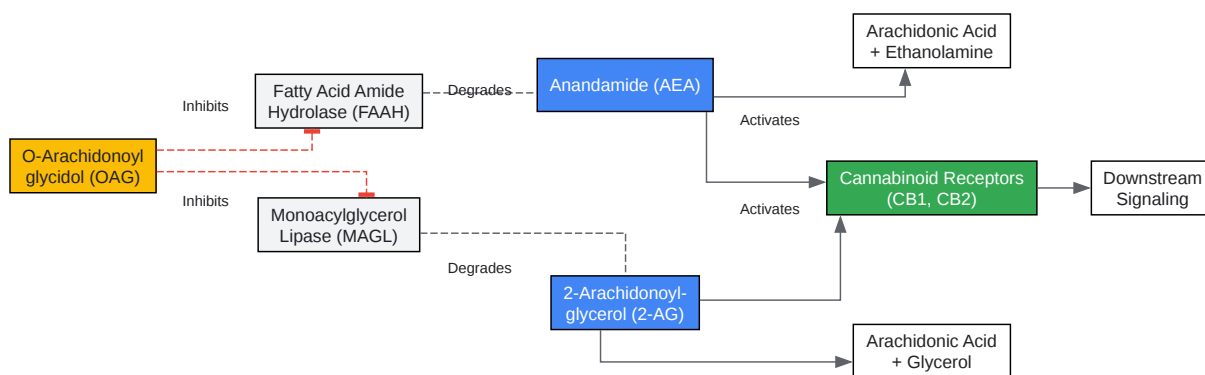 Arachidonic Acid
+ Ethanolamine
Inhibits
Fatty Acid Amide
Hydrolase (FAAH)
Degrades
Anandamide (AEA)
Activates
O-Arachidonoyl
glycidol (OAG)
Inhibits
Monoacylglycerol
Lipase (MAGL)
Degrades
Activates
Cannabinoid Receptors
(CB1, CB2)
Downstream
Signaling
2-Arachidonoyl-
glycerol (2-AG)
Arachidonic Acid
+ Glycerol